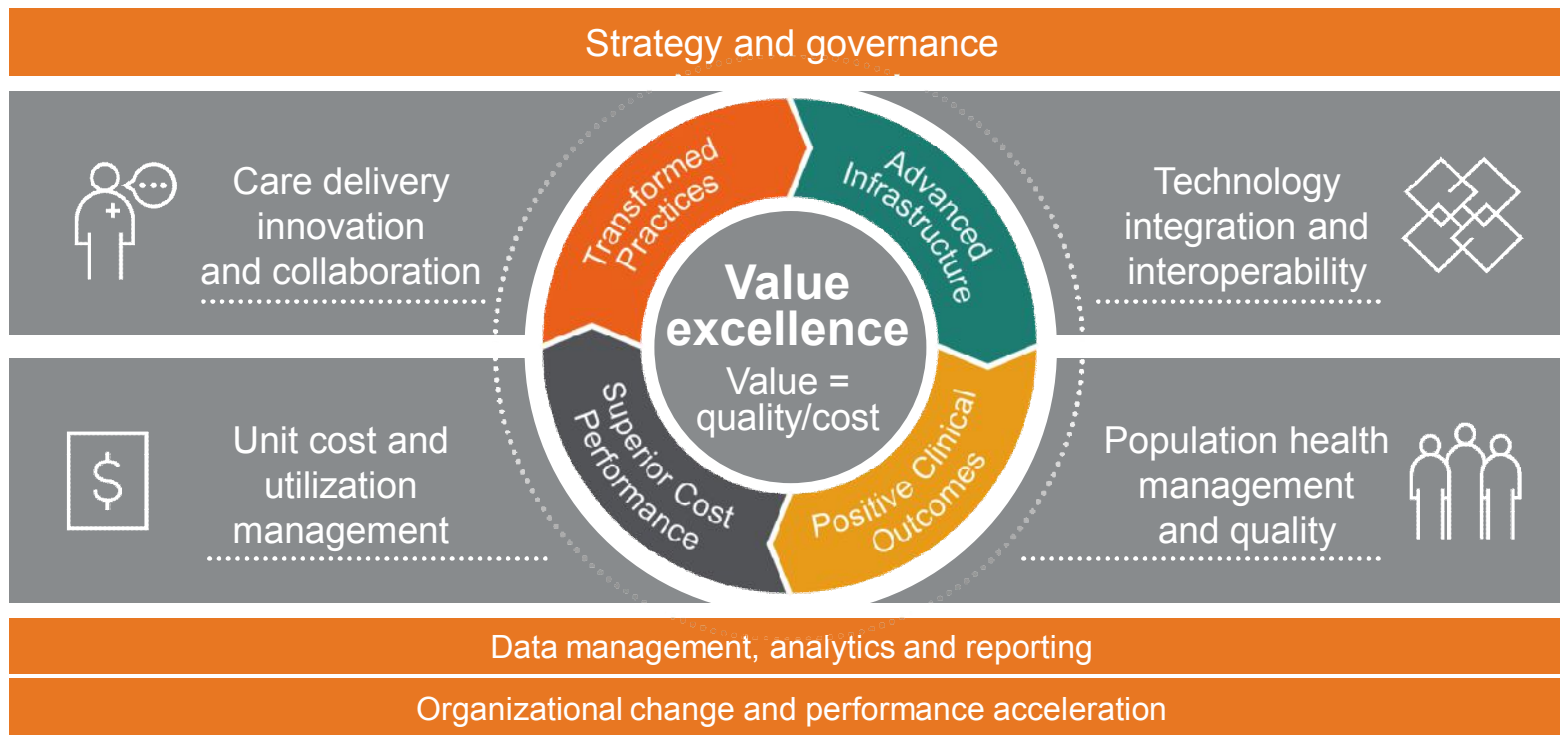 Strategy and governance
Care delivery
innovation
and collaboration
Transformed
Practices
Advanced
Infrastructure
Technology
integration and
interoperability
Value
excellence
Value =
quality/cost
$
Unit cost and
utilization
management
Superior Cost
Performance
Positive Clinical
Outcomes
Population health
management
and quality
Data management, analytics and reporting
Organizational change and performance acceleration